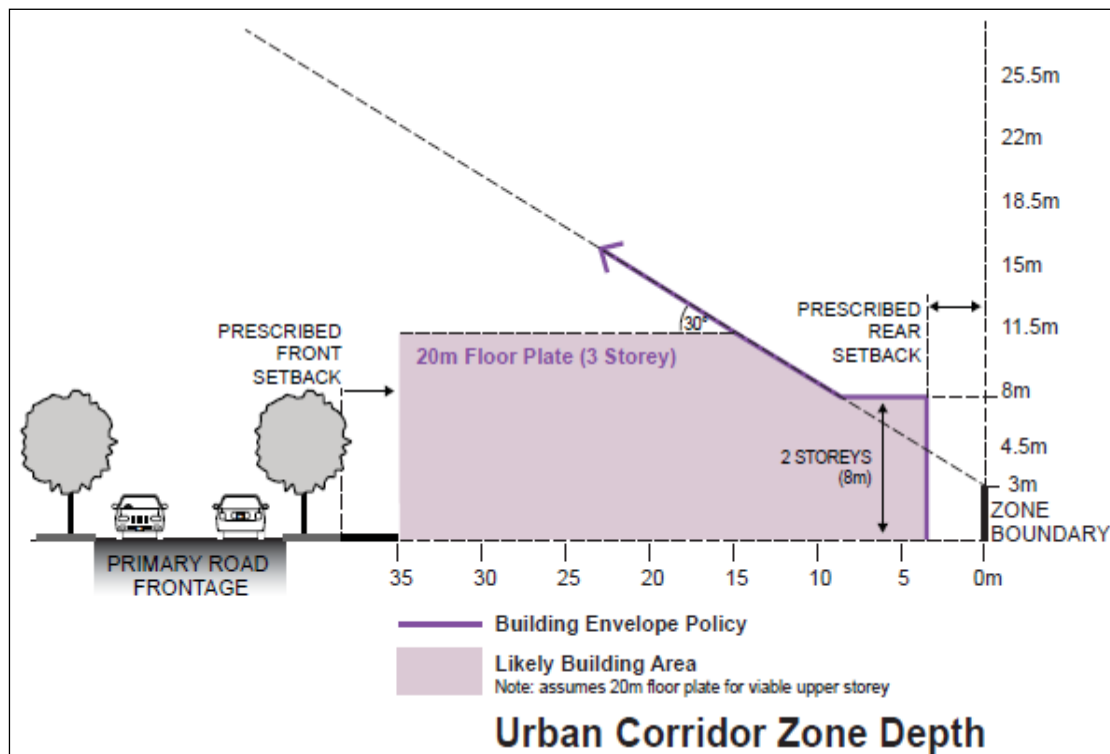 25.5m
22m
18.5m
15m
11.5m
8m
4.5m
3m
ZONE
BOUNDARY
PRESCRIBED
REAR
SETBACK
PRESCRIBED
FRONT
SETBACK
30°
20m Floor Plate (3 Storey)
2 STOREYS
(8m)
PRIMARY ROAD
FRONTAGE
35 30 25 20 15 10 5 0m
Building Envelope Policy
Likely Building Area
Note: assumes 20m floor plate for viable upper storey
Urban Corridor Zone Depth